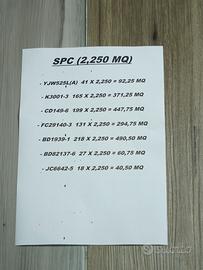 SPC (2,250 MQ)
- YJW525L(A) 41 X 2,250 = 92,25 MQ
- K3001-3 165 X 2,250 = 371,25 MQ
- CD149-6 199 X 2,250 = 447,75 MQ
- FC29140-3 131 X 2,250 = 294,75 MQ
- BD1939-1 218 X 2,250 = 490,50 MQ
- BD82137-6 27 X 2,250 = 60,75 MQ
- JC6642-5 18 X 2,250 = 40,50 MQ
subito